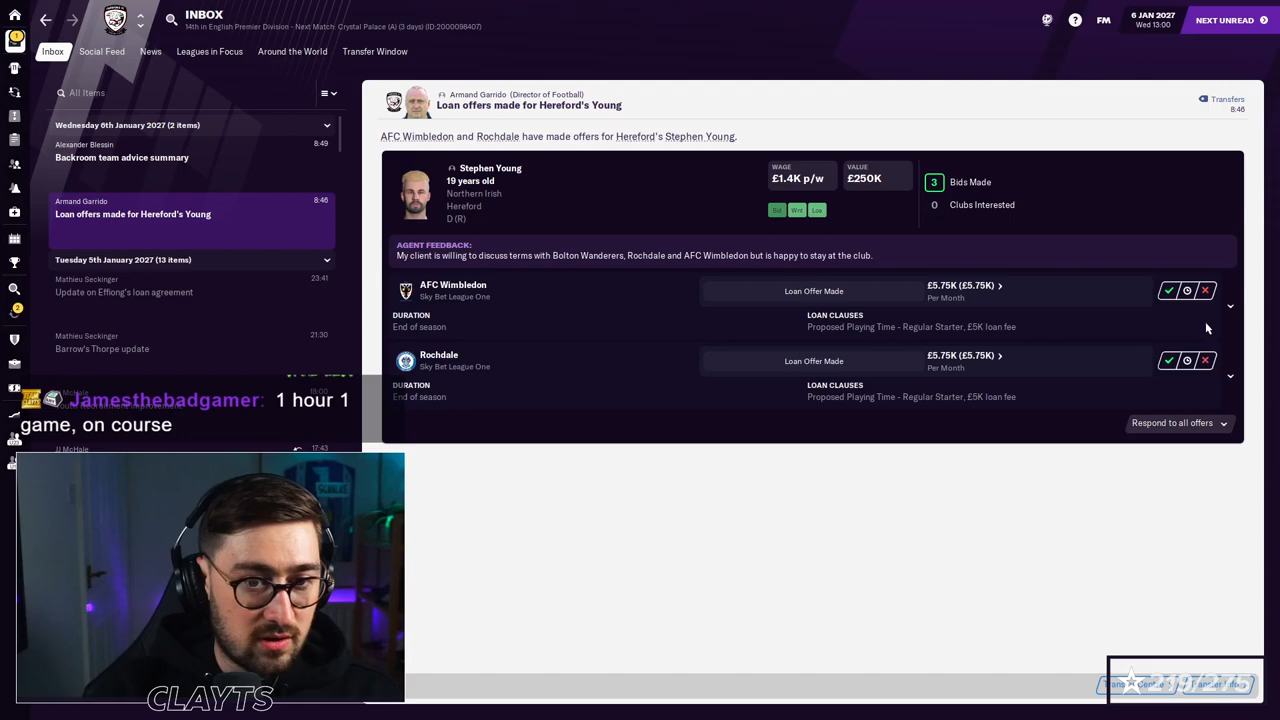 INBOX
14th in English Premier Division - Next Match: Crystal Palace (A) (3 days) (ID:2000098407)
FM
6 JAN 2027
Wed 13:00
NEXT UNREAD
Inbox
Social Feed
News
Leagues in Focus
Around the World
Transfer Window
All Items
Wednesday 6th January 2027 (2 items)
Alexander Blessin
8:49
Backroom team advice summary
Armand Garrido
8:46
Loan offers made for Hereford's Young
Tuesday 5th January 2027 (13 items)
Mathieu Seckinger
23:41
Update on Effiong's loan agreement
Mathieu Seckinger
21:30
Barrow's Thorpe update
Jamesthebadgamer: 1 hour 1
game, on course
JJ McHale
17:43
CLAYTS
Armand Garrido (Director of Football)
Loan offers made for Hereford's Young
Transfers
8:46
AFC Wimbledon and Rochdale have made offers for Hereford's Stephen Young.
Stephen Young
19 years old
Northern Irish
Hereford
D (R)
WAGE
£1.4K p/w
VALUE
£250K
Bid
Wnt
Loa
3 Bids Made
0 Clubs Interested
AGENT FEEDBACK:
My client is willing to discuss terms with Bolton Wanderers, Rochdale and AFC Wimbledon but is happy to stay at the club.
AFC Wimbledon
Sky Bet League One
Loan Offer Made
£5.75K (£5.75K)
Per Month
DURATION
End of season
LOAN CLAUSES
Proposed Playing Time - Regular Starter, £5K loan fee
Rochdale
Sky Bet League One
Loan Offer Made
£5.75K (£5.75K)
Per Month
DURATION
End of season
LOAN CLAUSES
Proposed Playing Time - Regular Starter, £5K loan fee
Respond to all offers
219/275